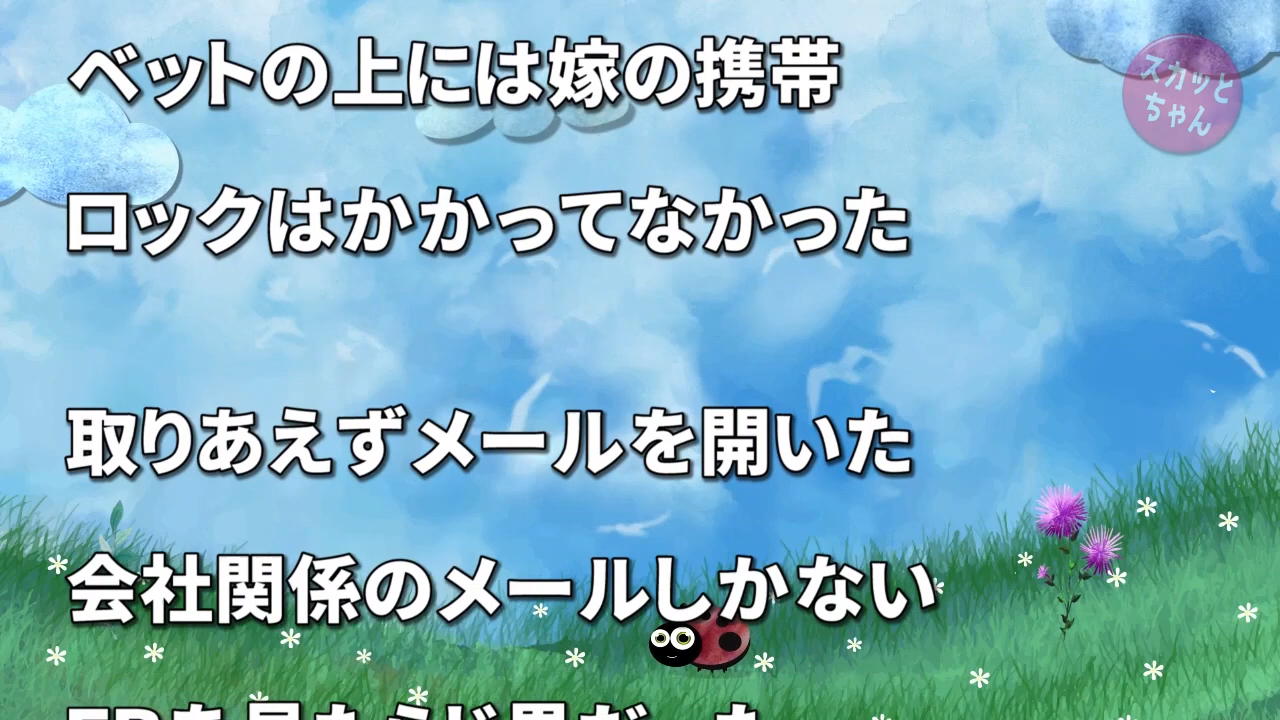 ベットの上には嫁の携帯
スカッと
ちゃん
ロックはかかってなかった
取りあえずメールを開いた
会社関係のメールしかない